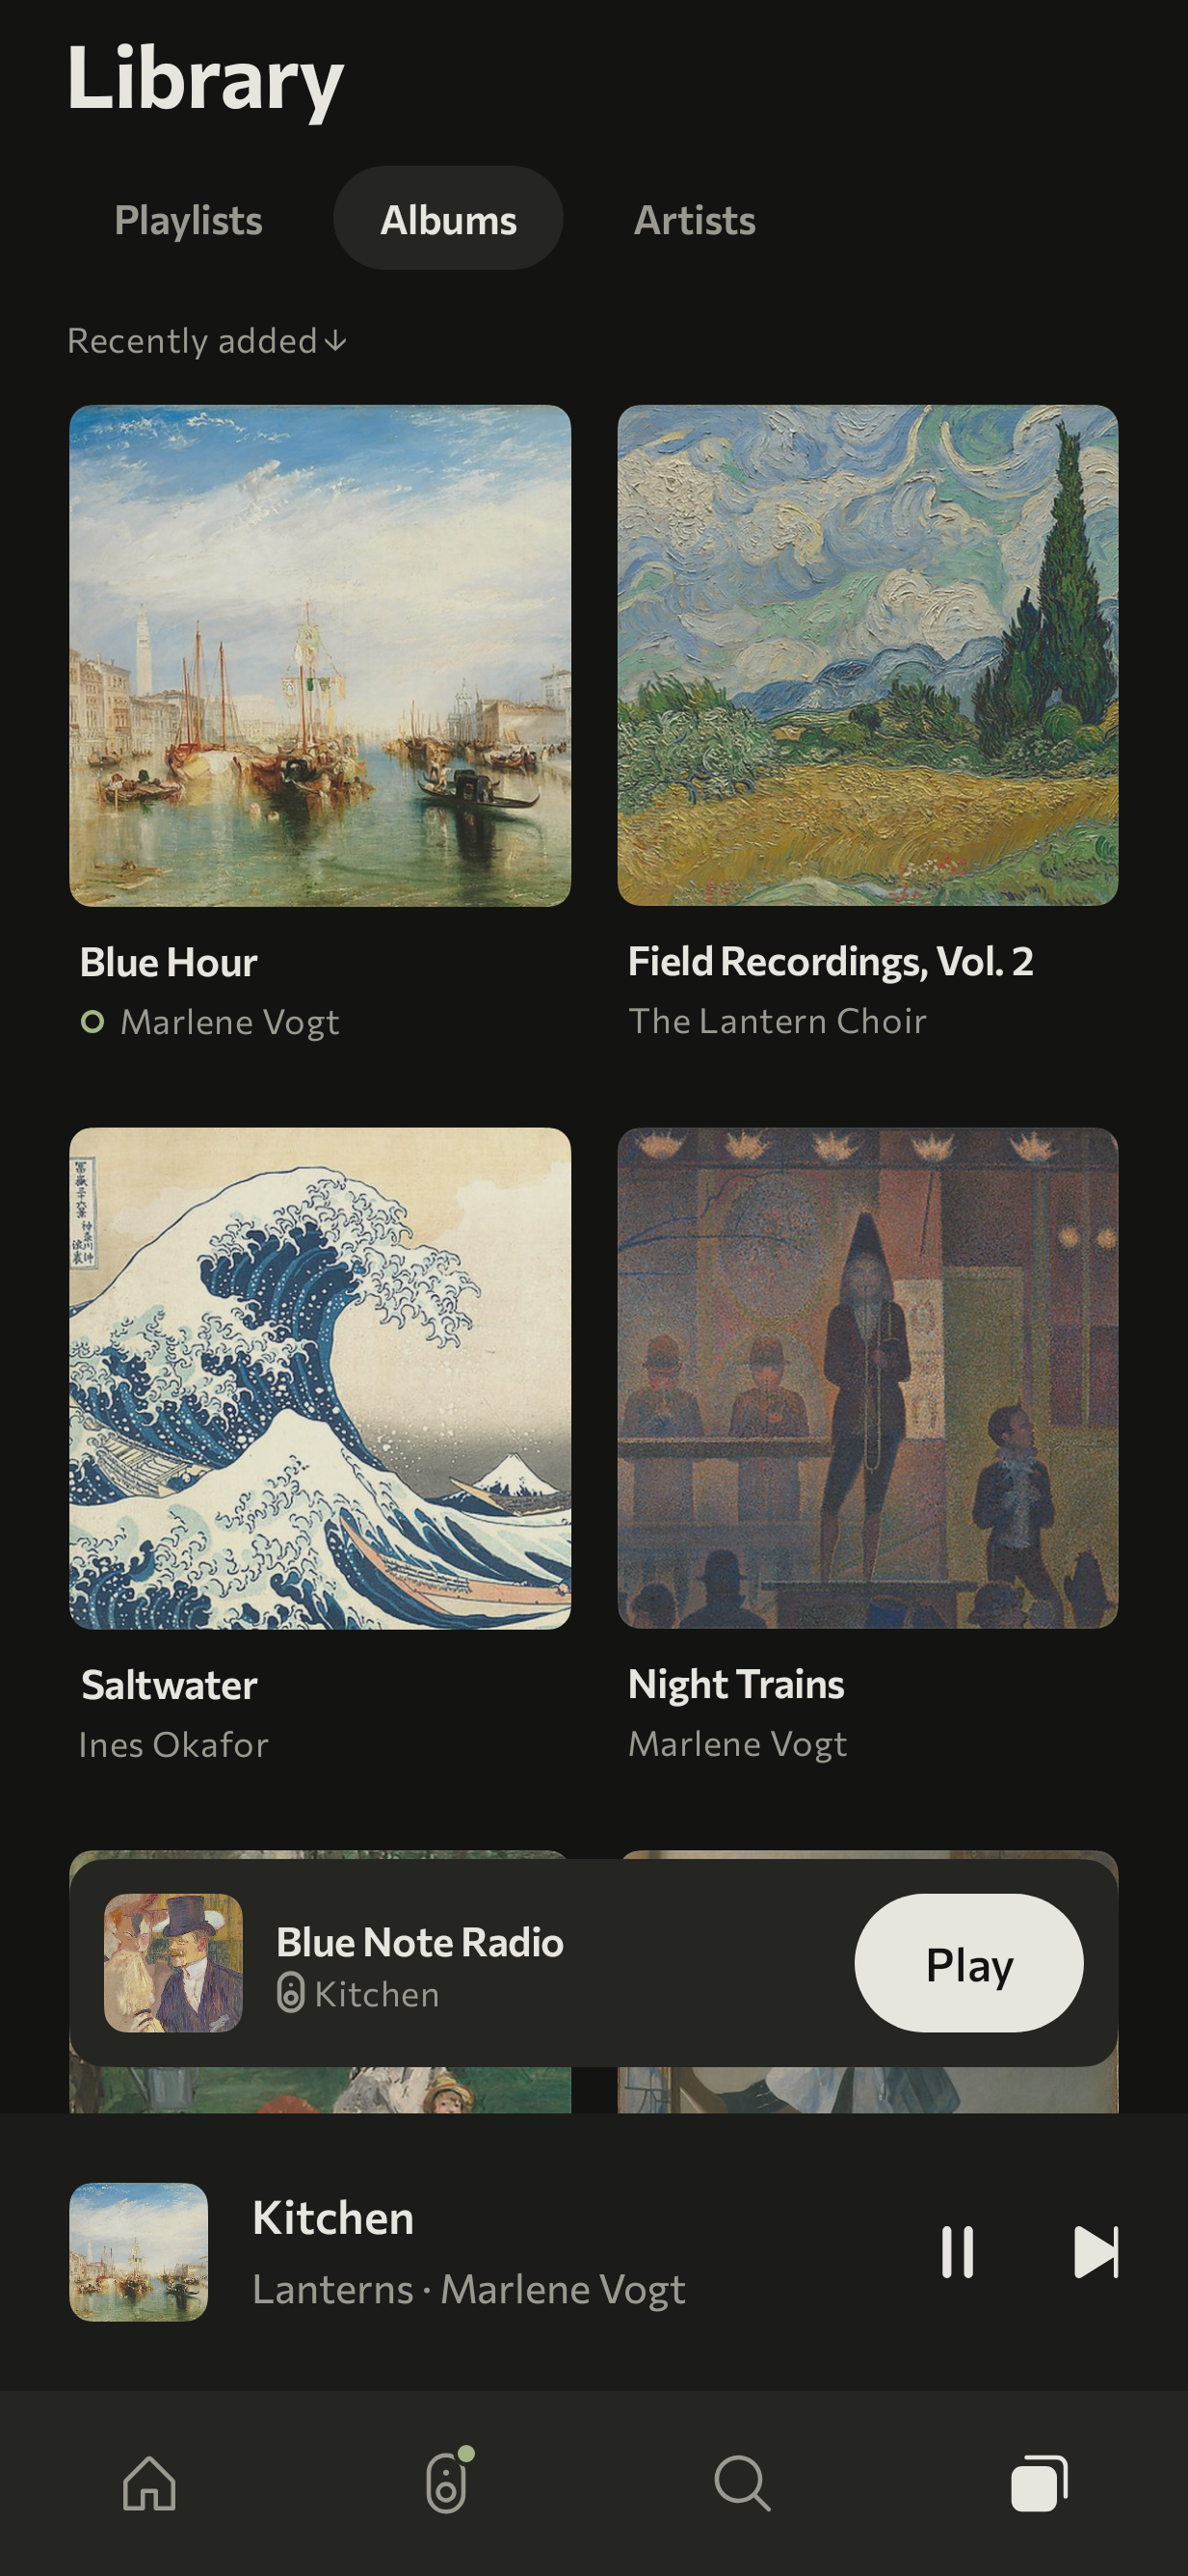 Library
Playlists Albums Artists
Recently added ↓
Blue Hour
Marlene Vogt
Field Recordings, Vol. 2
The Lantern Choir
Saltwater
Ines Okafor
Night Trains
Marlene Vogt
Blue Note Radio
Kitchen
Play
Kitchen
Lanterns · Marlene Vogt